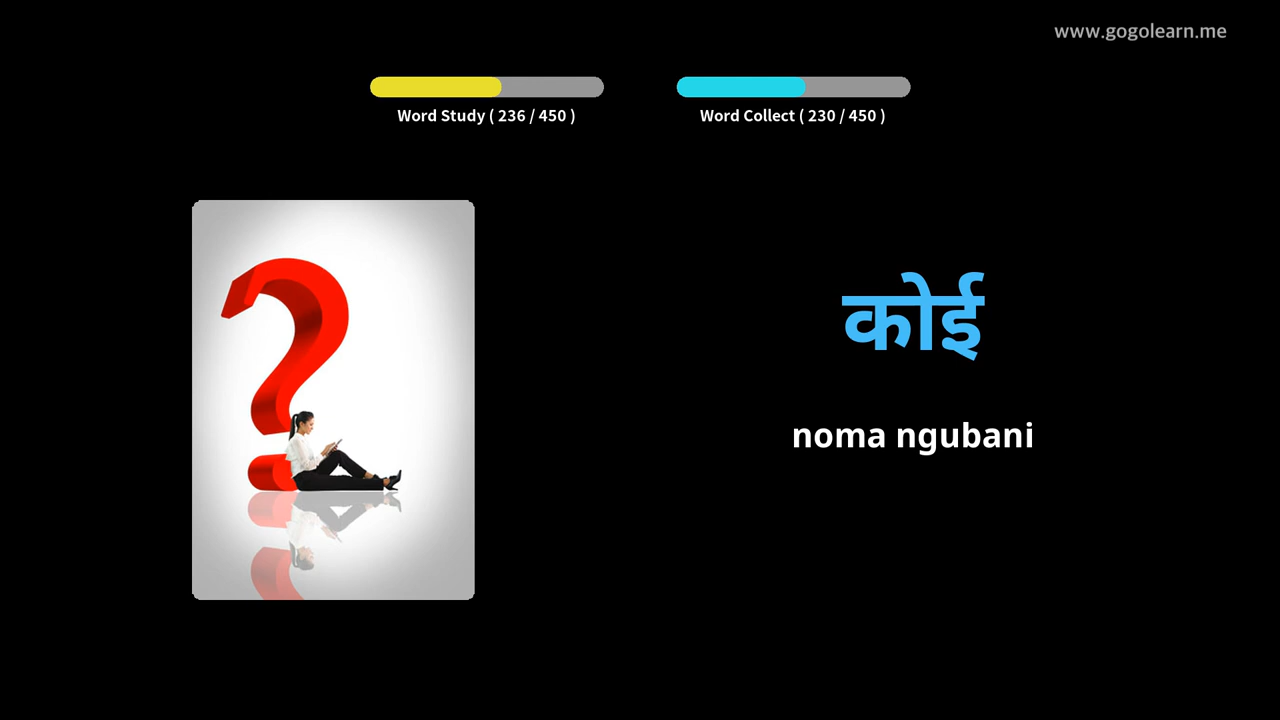 www.gogolearn.me
Word Study ( 236 / 450 )
Word Collect ( 230 / 450 )
कोई
noma ngubani